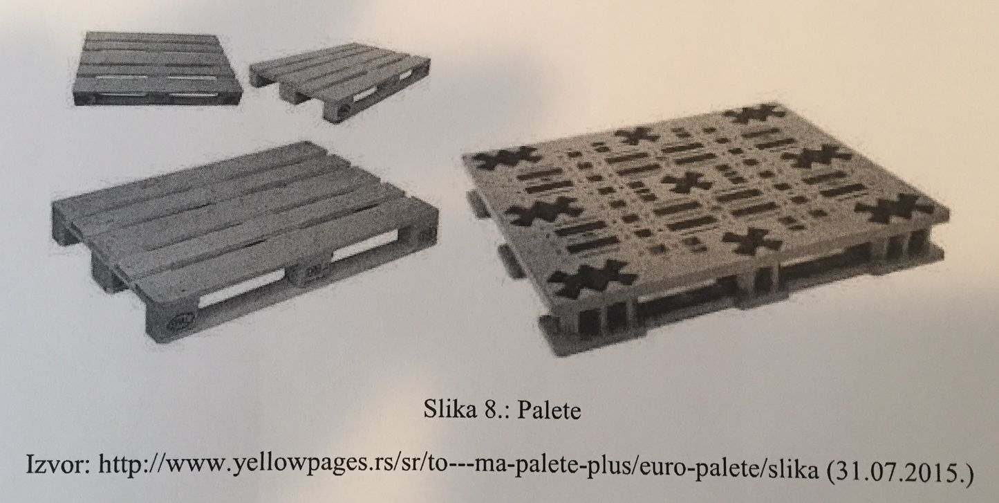 Slika 8.: Palete
Izvor: http://www.yellowpages.rs/sr/to---ma-palete-plus/euro-palete/slika (31.07.2015.)